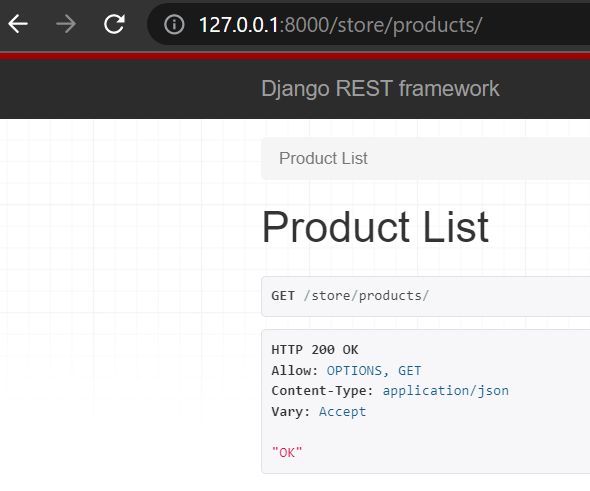 127.0.0.1:8000/store/products/
Django REST framework
Product List
Product List
GET /store/products/
HTTP 200 OK
Allow: OPTIONS, GET
Content-Type: application/json
Vary: Accept
"OK"